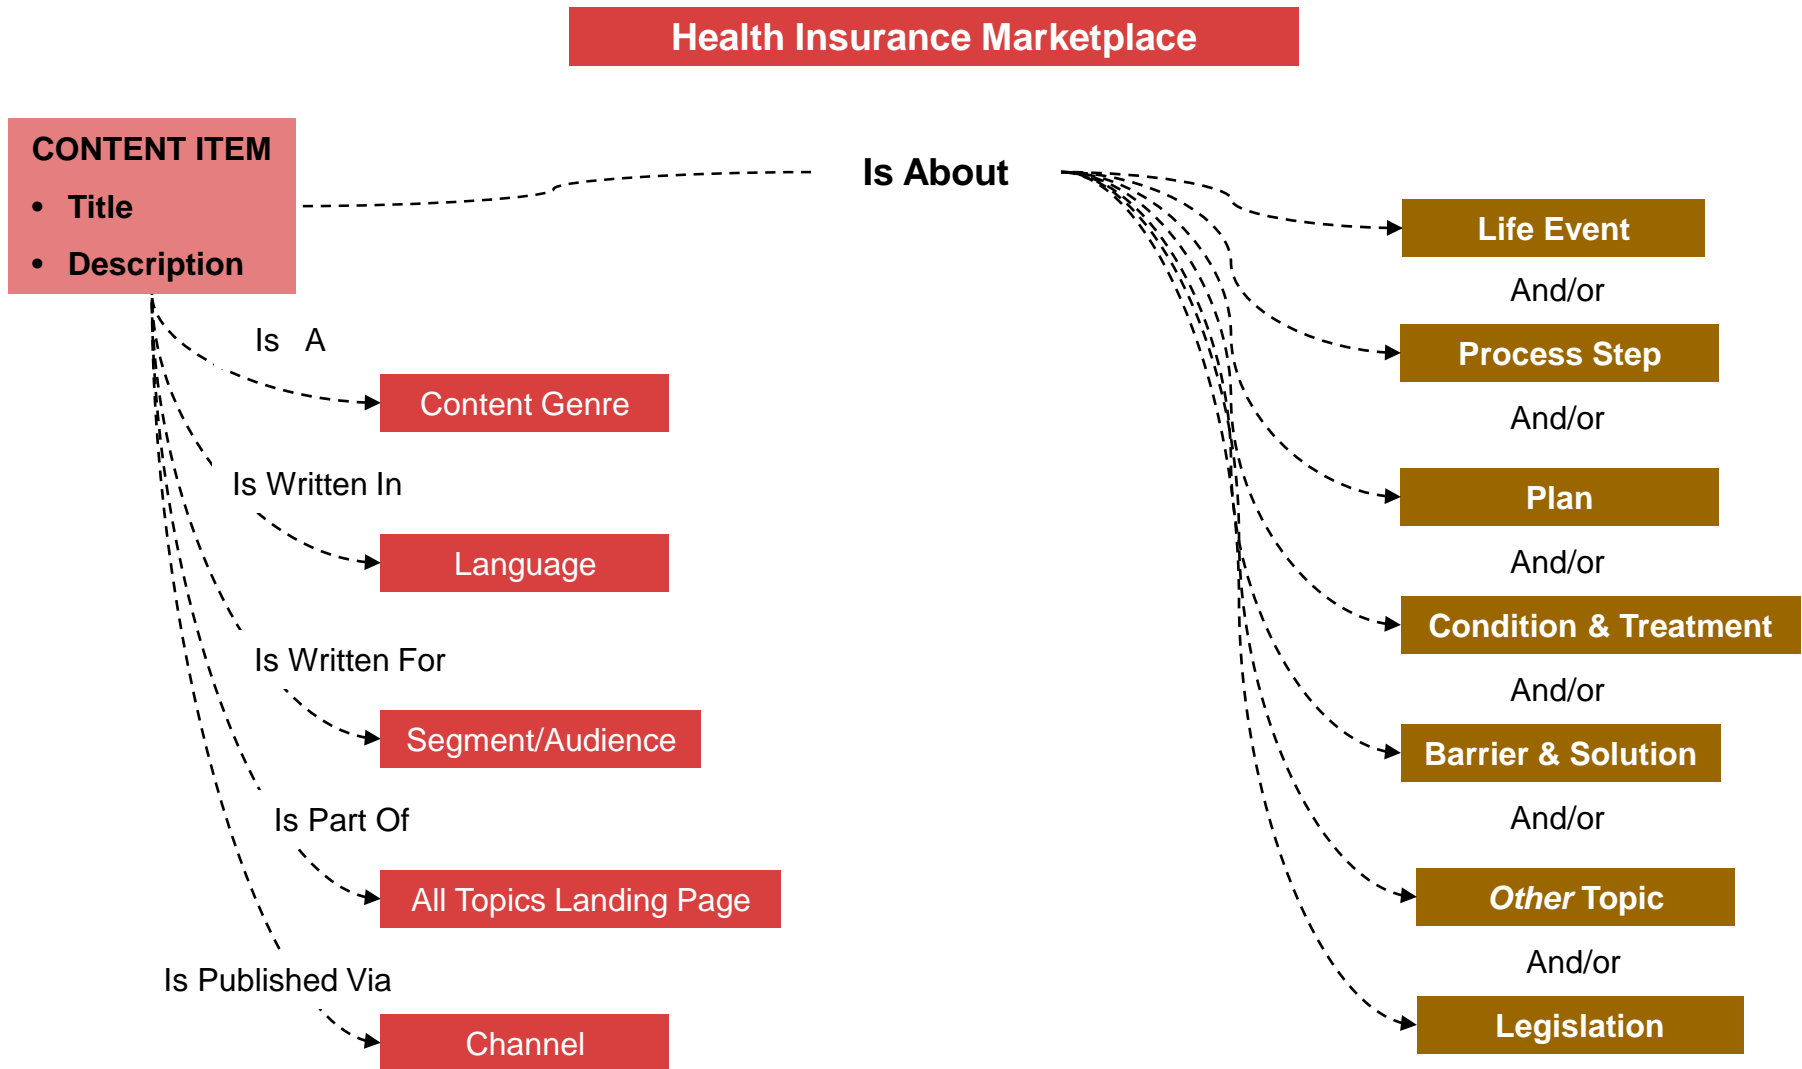 Health Insurance Marketplace
CONTENT ITEM
• Title
• Description
Is About
Is A
Content Genre
Is Written In
Language
Is Written For
Segment/Audience
Is Part Of
All Topics Landing Page
Is Published Via
Channel
Life Event
And/or
Process Step
And/or
Plan
And/or
Condition & Treatment
And/or
Barrier & Solution
And/or
Other Topic
And/or
Legislation